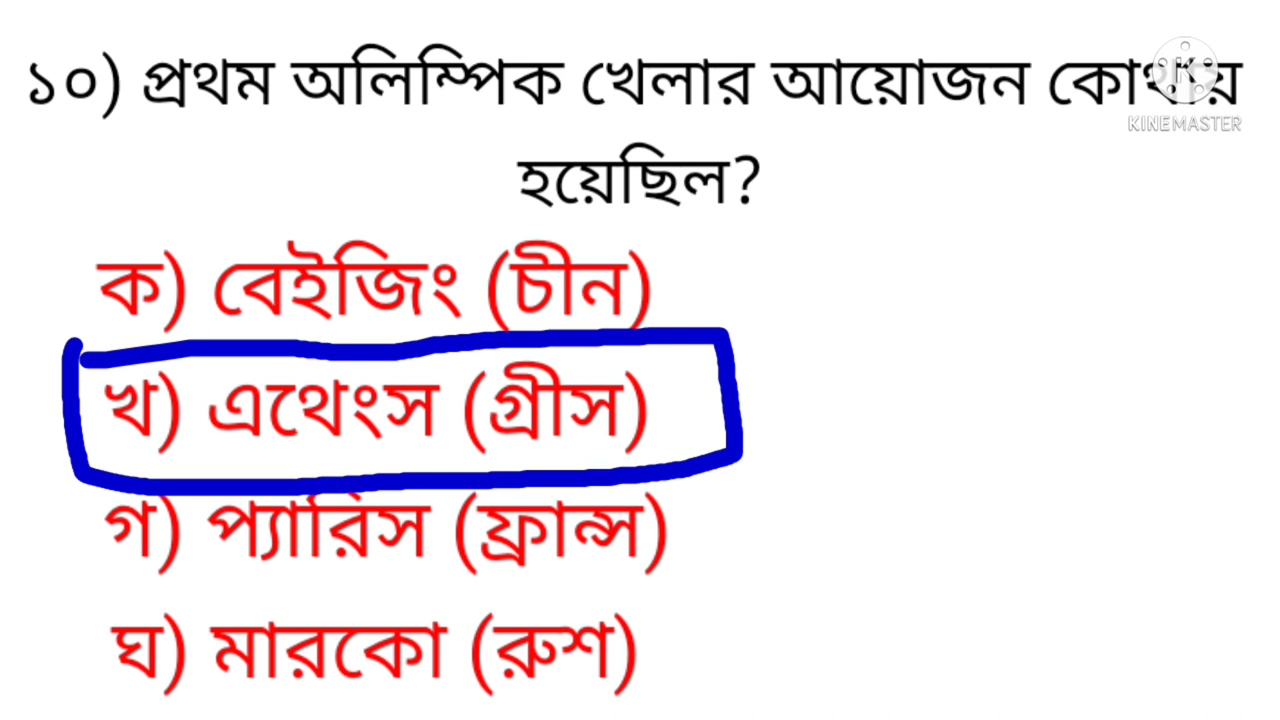 ১০) প্রথম অলিম্পিক খেলার আয়োজন কোথায়
KINEMASTER
হয়েছিল?
ক) বেইজিং (চীন)
খ) এথেংস (গ্রীস)
গ) প্যারিস (ফ্রান্স)
ঘ) মারকো (রুশ)